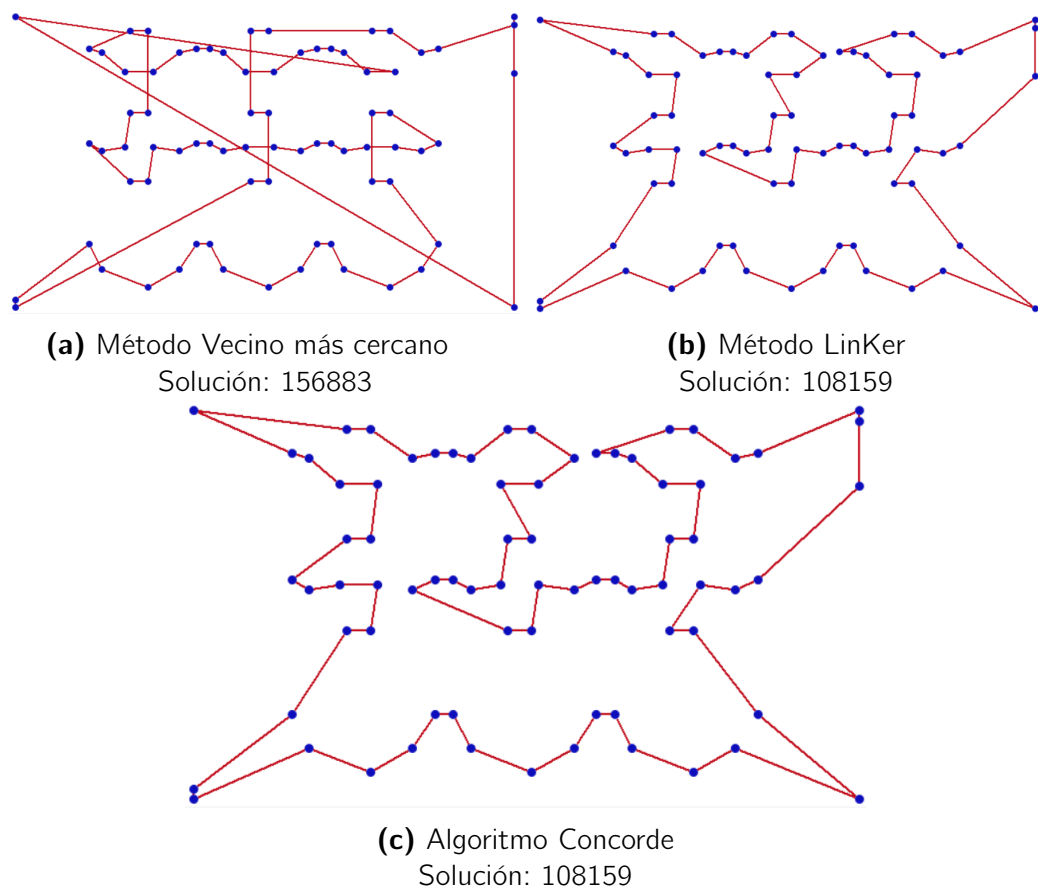 (a) Método Vecino más cercano
Solución: 156883
(b) Método LinKer
Solución: 108159
(c) Algoritmo Concorde
Solución: 108159